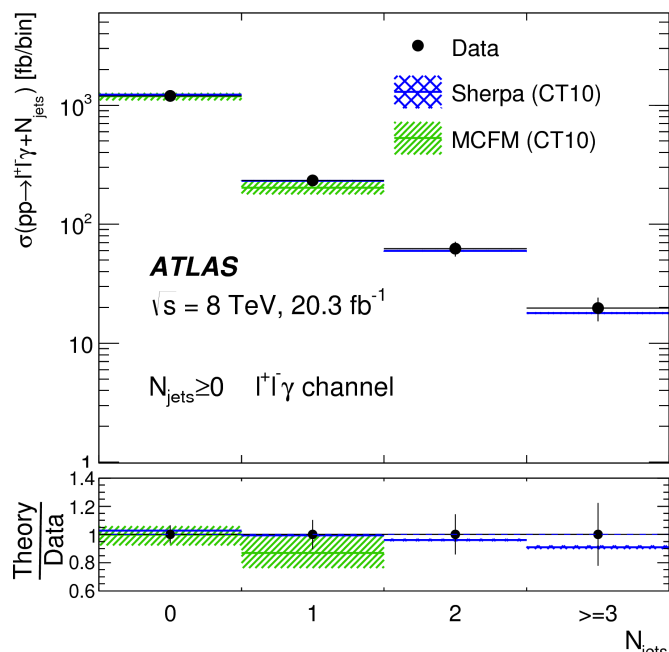 σ(pp→l⁺l⁻γ+N_jets) [fb/bin]
10³
10²
10
1
Data
Sherpa (CT10)
MCFM (CT10)
ATLAS
√s = 8 TeV, 20.3 fb⁻¹
N_jets≥0 l⁺l⁻γ channel
Theory
Data
1.4
1.2
1
0.8
0.6
0 1 2 >=3
N_jets